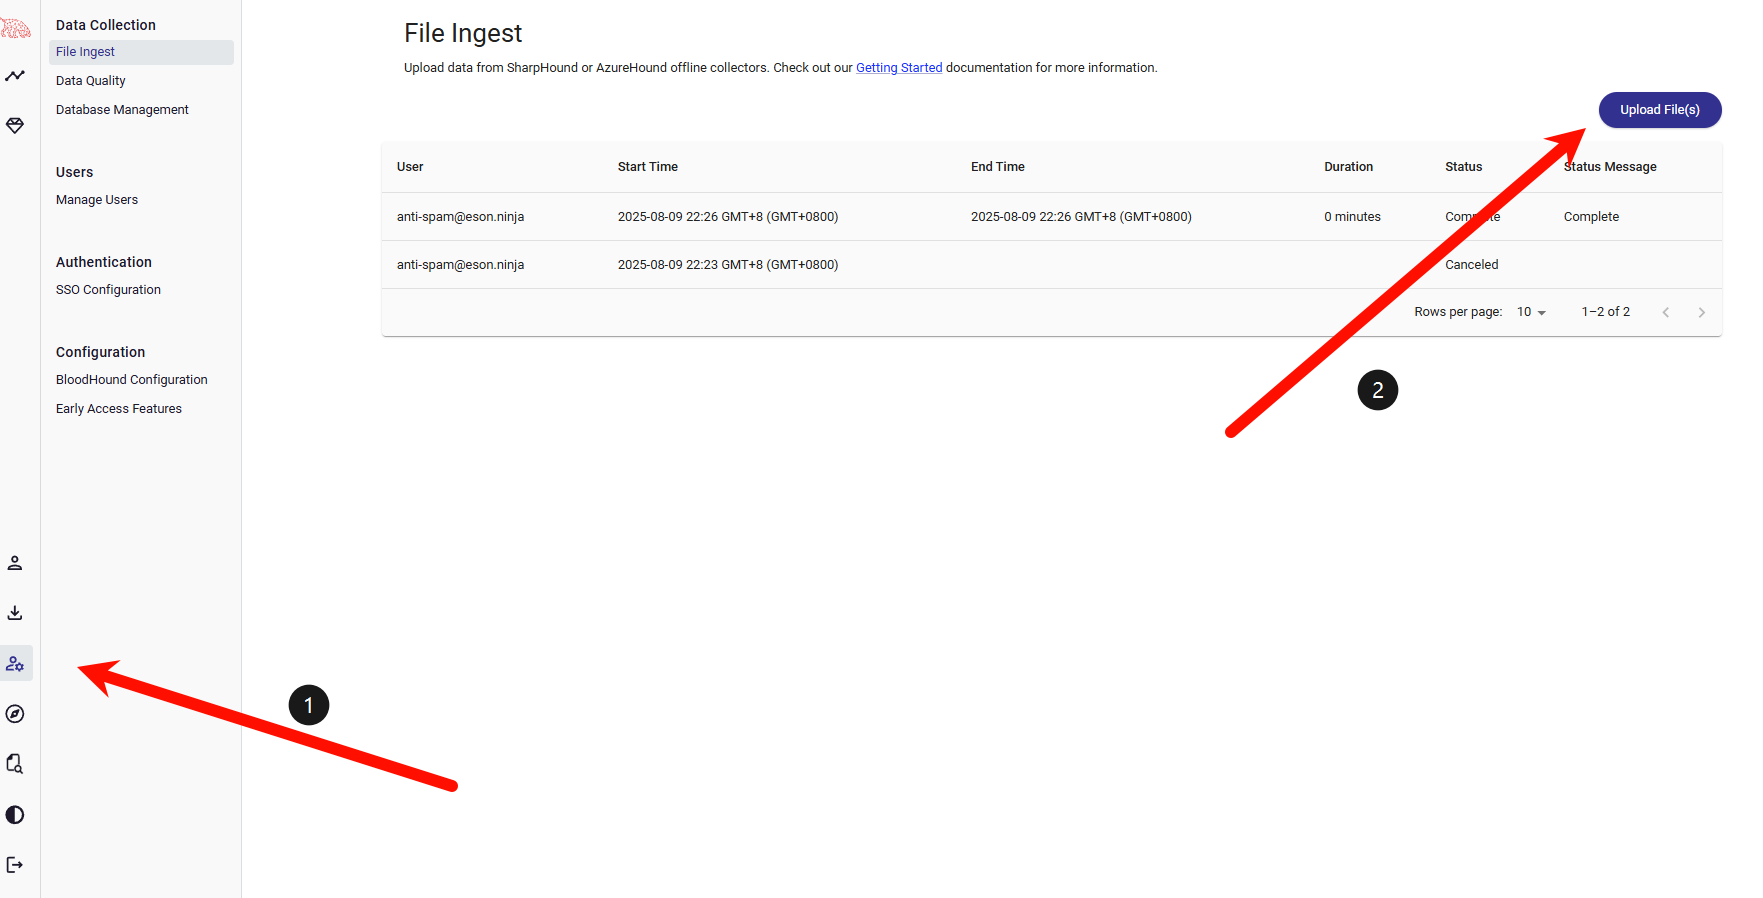 Data Collection
File Ingest
Data Quality
Database Management
Users
Manage Users
Authentication
SSO Configuration
Configuration
BloodHound Configuration
Early Access Features
File Ingest
Upload data from SharpHound or AzureHound offline collectors. Check out our Getting Started documentation for more information.
Upload File(s)
User Start Time End Time Duration Status Status Message
anti-spam@eson.ninja 2025-08-09 22:26 GMT+8 (GMT+0800) 2025-08-09 22:26 GMT+8 (GMT+0800) 0 minutes Complete Complete
anti-spam@eson.ninja 2025-08-09 22:23 GMT+8 (GMT+0800) Canceled
Rows per page: 10 1–2 of 2
2
1